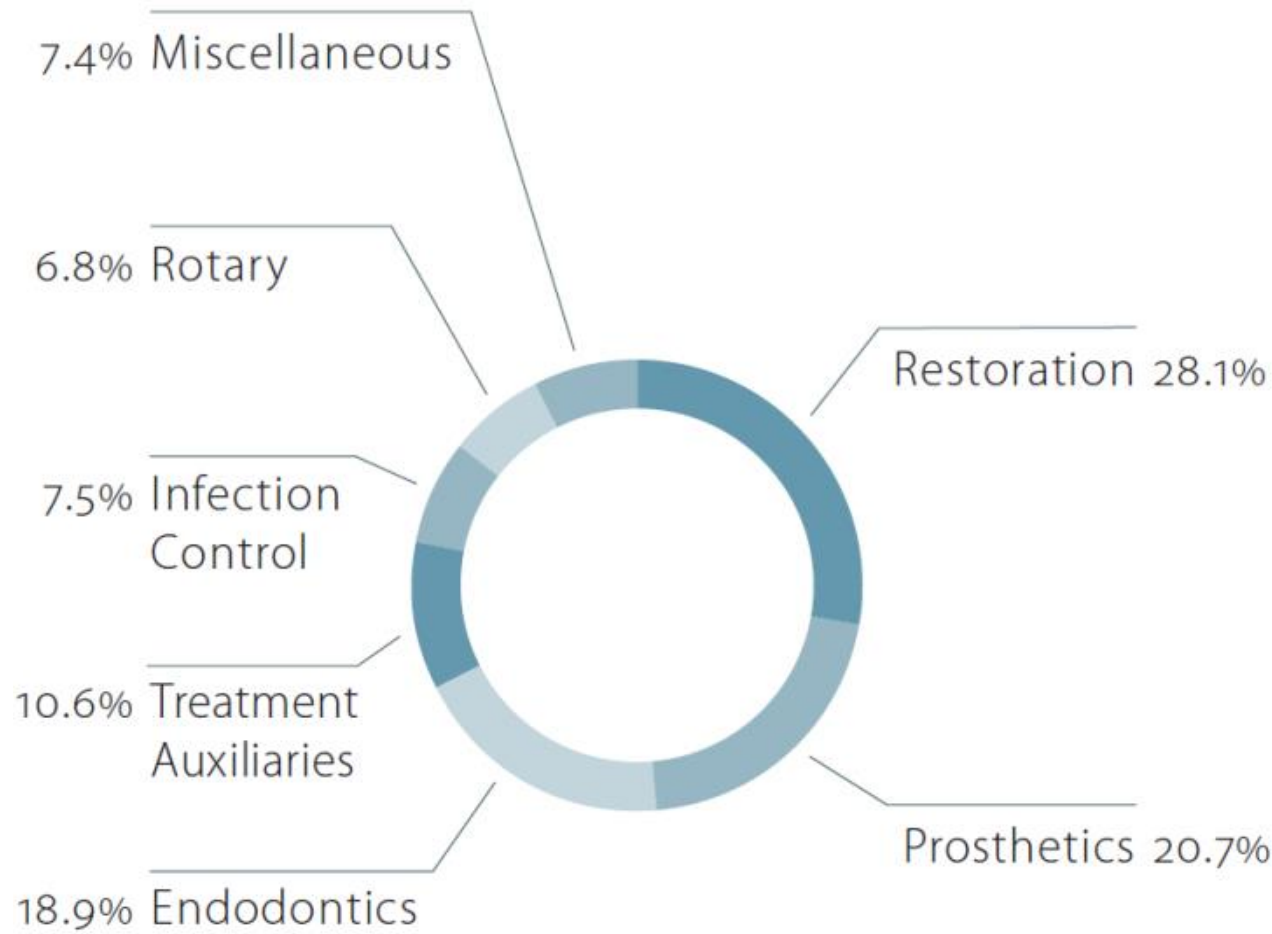 7.4% Miscellaneous
6.8% Rotary
Restoration 28.1%
7.5% Infection
Control
10.6% Treatment
Auxiliaries
Prosthetics 20.7%
18.9% Endodontics